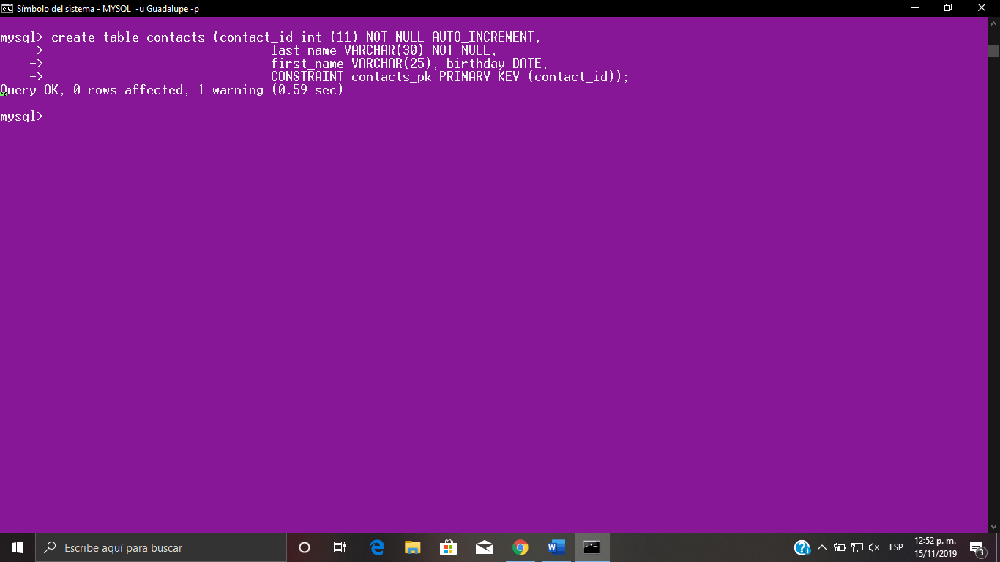 Símbolo del sistema - MYSQL -u Guadalupe -p
mysql> create table contacts (contact_id int (11) NOT NULL AUTO_INCREMENT,
    ->                               last_name VARCHAR(30) NOT NULL,
    ->                               first_name VARCHAR(25), birthday DATE,
    ->                               CONSTRAINT contacts_pk PRIMARY KEY (contact_id));
Query OK, 0 rows affected, 1 warning (0.59 sec)
mysql>
Escribe aquí para buscar
ESP
12:52 p. m.
15/11/2019
3